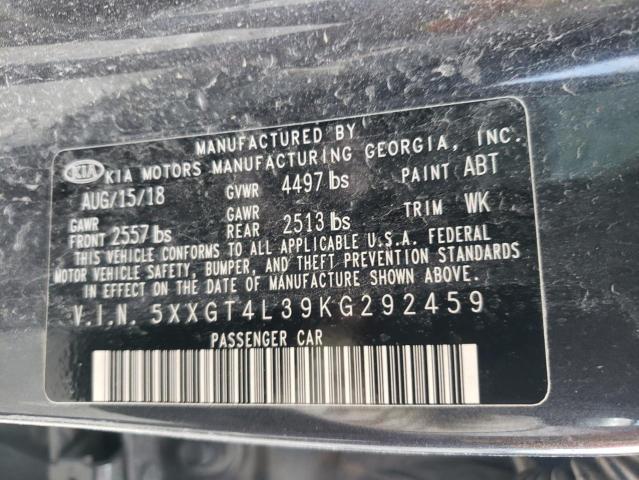 MANUFACTURED BY
KIA KIA MOTORS MANUFACTURING GEORGIA, INC.
AUG/15/18 GVWR 4497 lbs PAINT ABT
GAWR FRONT 2557 lbs GAWR REAR 2513 lbs TRIM WK
THIS VEHICLE CONFORMS TO ALL APPLICABLE U.S.A. FEDERAL
MOTOR VEHICLE SAFETY, BUMPER, AND THEFT PREVENTION STANDARDS
IN EFFECT ON THE DATE OF MANUFACTURE SHOWN ABOVE.
V.I.N. 5XXGT4L39KG292459
PASSENGER CAR